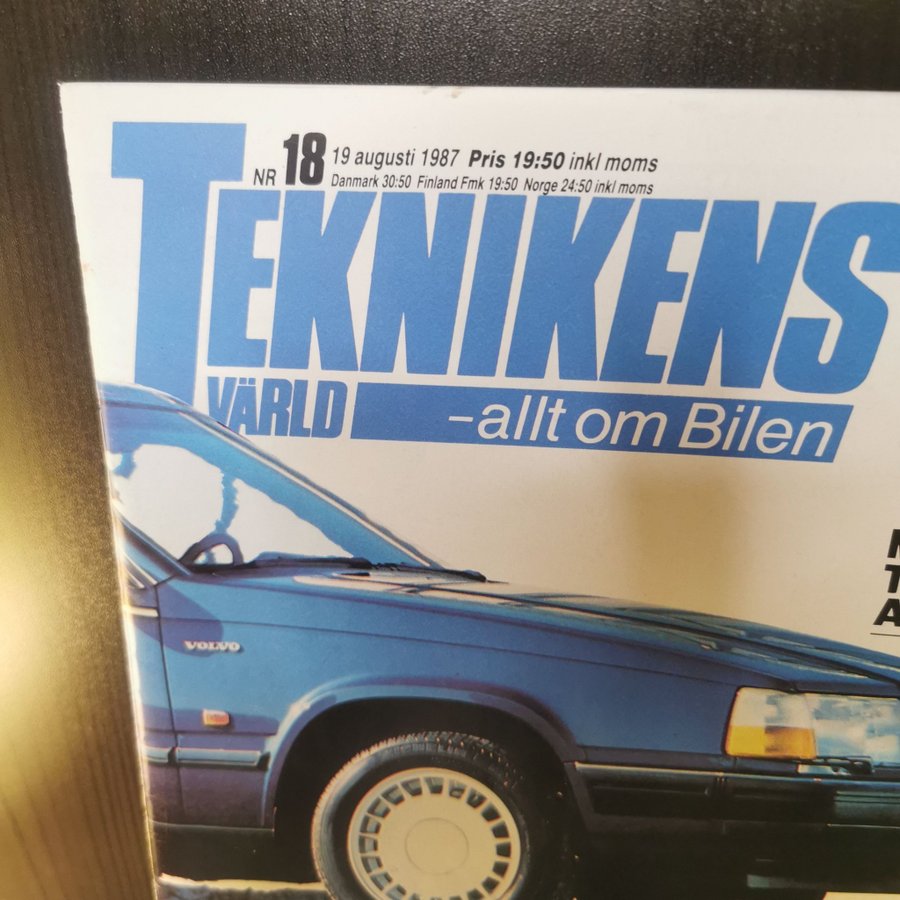 NR 18 19 augusti 1987 Pris 19:50 inkl moms
Danmark 30:50 Finland Fmk 19:50 Norge 24:50 inkl moms
TEKNIKENS
VÄRLD -allt om Bilen
VOLVO
MICHELIN